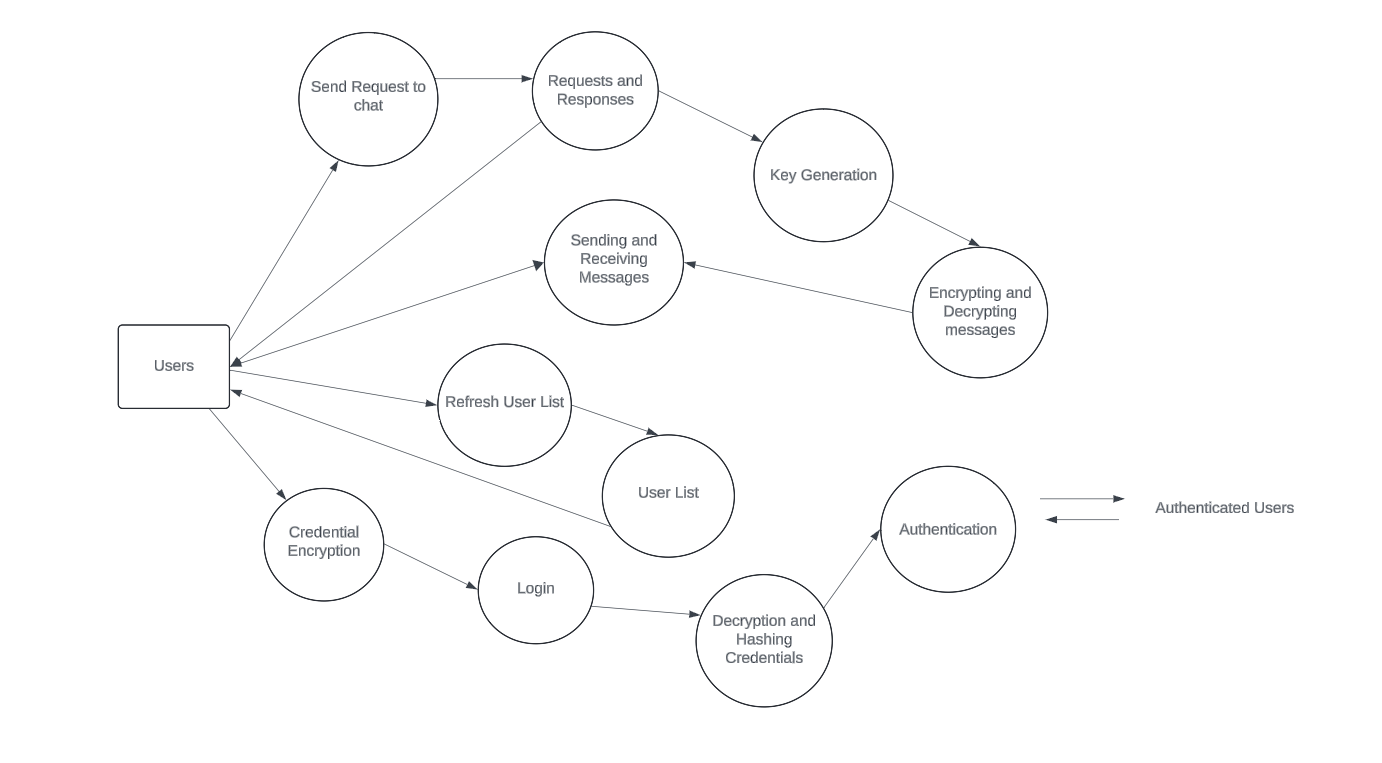 Send Request to
chat
Requests and
Responses
Key Generation
Sending and
Receiving
Messages
Encrypting and
Decrypting
messages
Users
Refresh User List
User List
Credential
Encryption
Login
Decryption and
Hashing
Credentials
Authentication
Authenticated Users